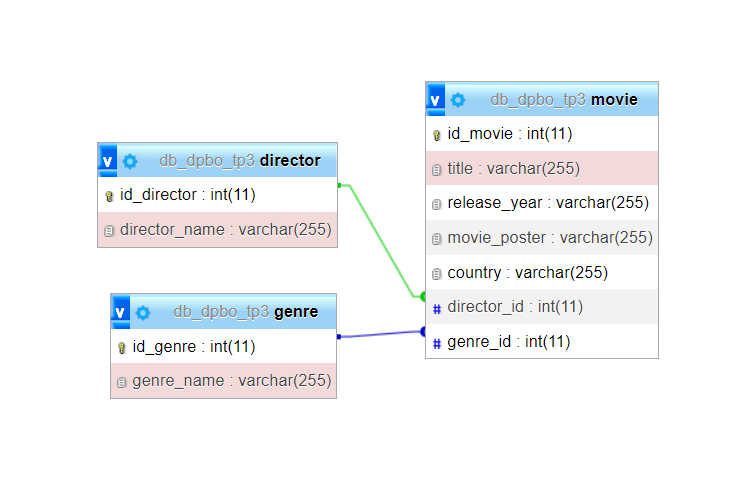 v db_dpbo_tp3 director
id_director : int(11)
director_name : varchar(255)
v db_dpbo_tp3 genre
id_genre : int(11)
genre_name : varchar(255)
v db_dpbo_tp3 movie
id_movie : int(11)
title : varchar(255)
release_year : varchar(255)
movie_poster : varchar(255)
country : varchar(255)
# director_id : int(11)
# genre_id : int(11)